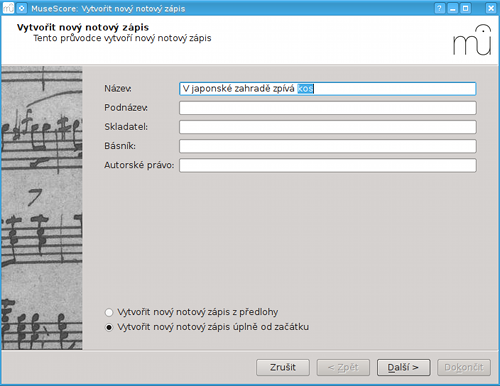 MuseScore: Vytvořit nový notový zápis
Vytvořit nový notový zápis
Tento průvodce vytvoří nový notový zápis
mu
Název: V japonské zahradě zpívá kos
Podnázev:
Skladatel:
Básník:
Autorské právo:
7
Vytvořit nový notový zápis z předlohy
Vytvořit nový notový zápis úplně od začátku
Zrušit < Zpět Další > Dokončit